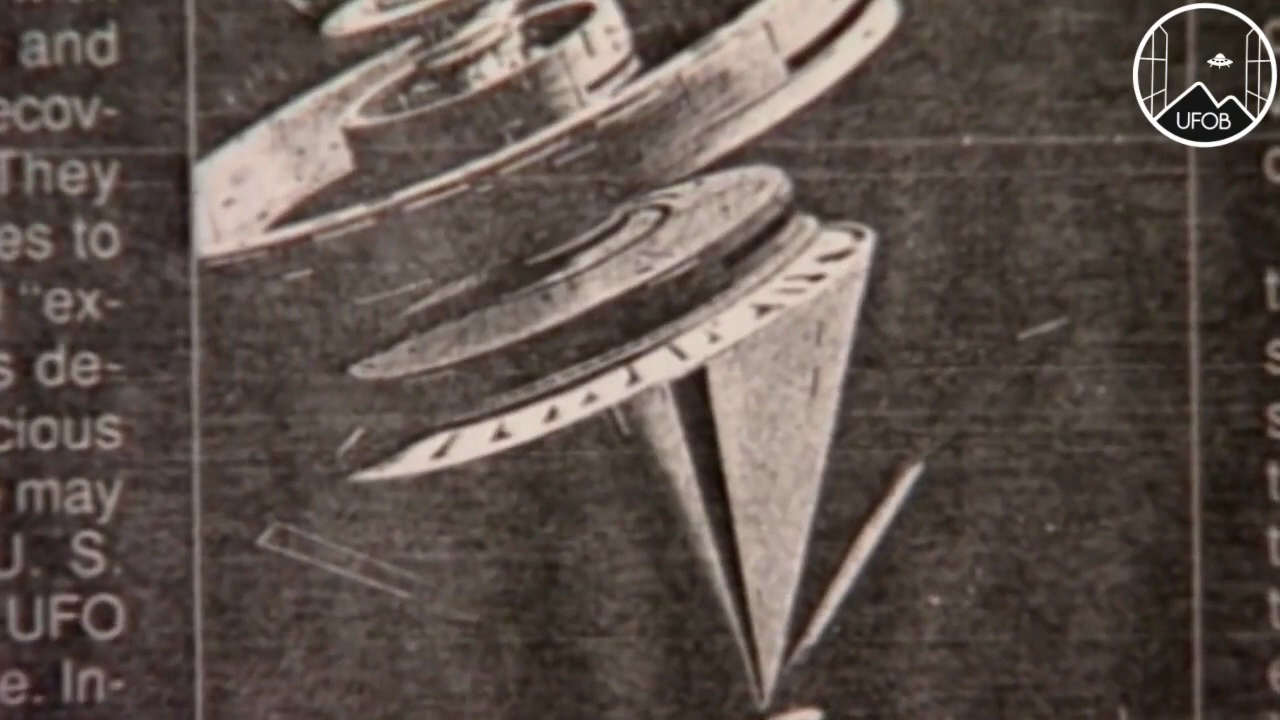 and
ecov-
They
es to
“ex-
s de-
cious
may
U. S.
UFO
e. In-
UFOB